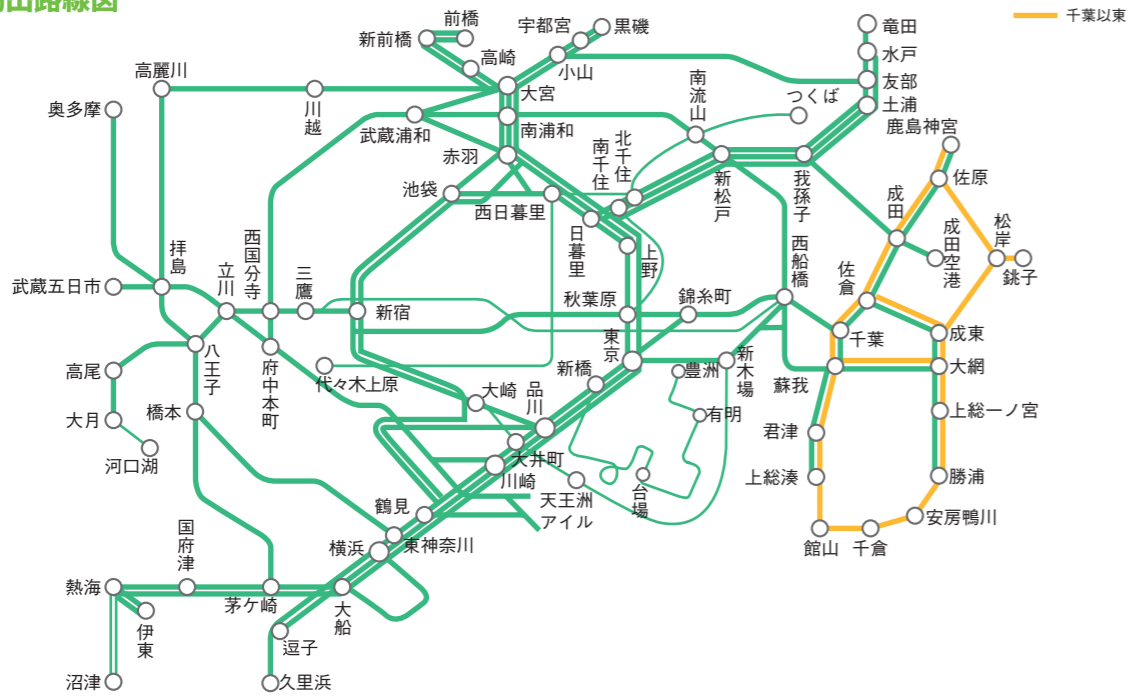 出路線図
千葉以東
前橋
新前橋
高崎
宇都宮
黒磯
小山
竜田
水戸
友部
土浦
高麗川
川越
大宮
南流山
つくば
鹿島神宮
奥多摩
武蔵浦和
南浦和
赤羽
南千住
北千住
新松戸
我孫子
佐原
池袋
西日暮里
日暮里
上野
西船橋
成田
成田空港
松岸
銚子
拝島
武蔵五日市
立川
西国分寺
三鷹
新宿
秋葉原
錦糸町
佐倉
千葉
成東
八王子
府中本町
代々木上原
東京
新橋
豊洲
新木場
蘇我
大網
高尾
大月
河口湖
橋本
大崎
品川
有明
上総一ノ宮
君津
大井町
川崎
天王洲
アイル
台場
上総湊
勝浦
鶴見
東神奈川
横浜
館山
千倉
安房鴨川
国府津
熱海
茅ケ崎
大船
伊東
逗子
沼津
久里浜